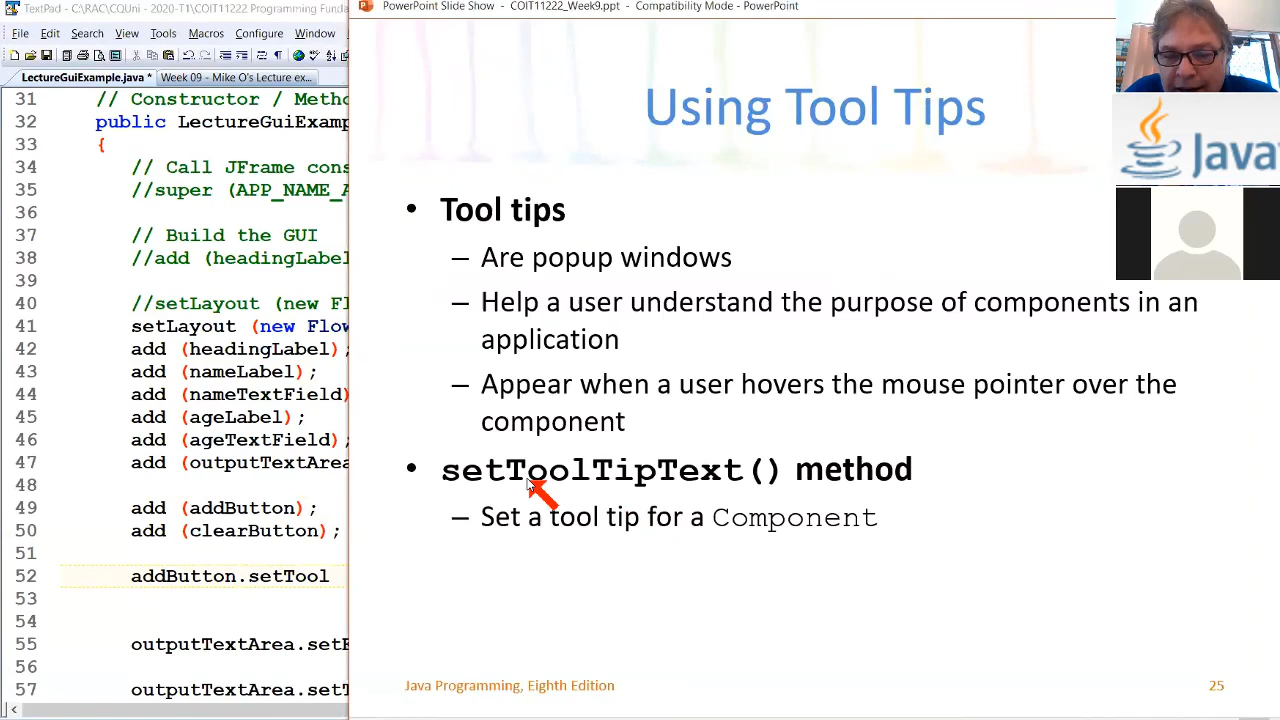 TextPad - C:\RAC\CQUni - 2020-T1\COIT11222 Programming Funda
File Edit Search View Tools Macros Configure Window
LectureGuiExample.java *
Week 09 - Mike O's Lecture ex...
31 // Constructor / Metho
32 public LectureGuiExamp
33 {
34 // Call JFrame cons
35 //super (APP_NAME_A
36
37 // Build the GUI
38 //add (headingLabel
39
40 //setLayout (new Fl
41 setLayout (new Flow
42 add (headingLabel);
43 add (nameLabel);
44 add (nameTextField)
45 add (ageLabel);
46 add (ageTextField);
47 add (outputTextArea
48
49 add (addButton);
50 add (clearButton);
51
52 addButton.setTool
53
54
55 outputTextArea.setE
56
57 outputTextArea.setT
PowerPoint Slide Show - COIT11222_Week9.ppt - Compatibility Mode - PowerPoint
Using Tool Tips
• Tool tips
– Are popup windows
– Help a user understand the purpose of components in an
application
– Appear when a user hovers the mouse pointer over the
component
• setToolTipText() method
– Set a tool tip for a Component
Java Programming, Eighth Edition
25
Java